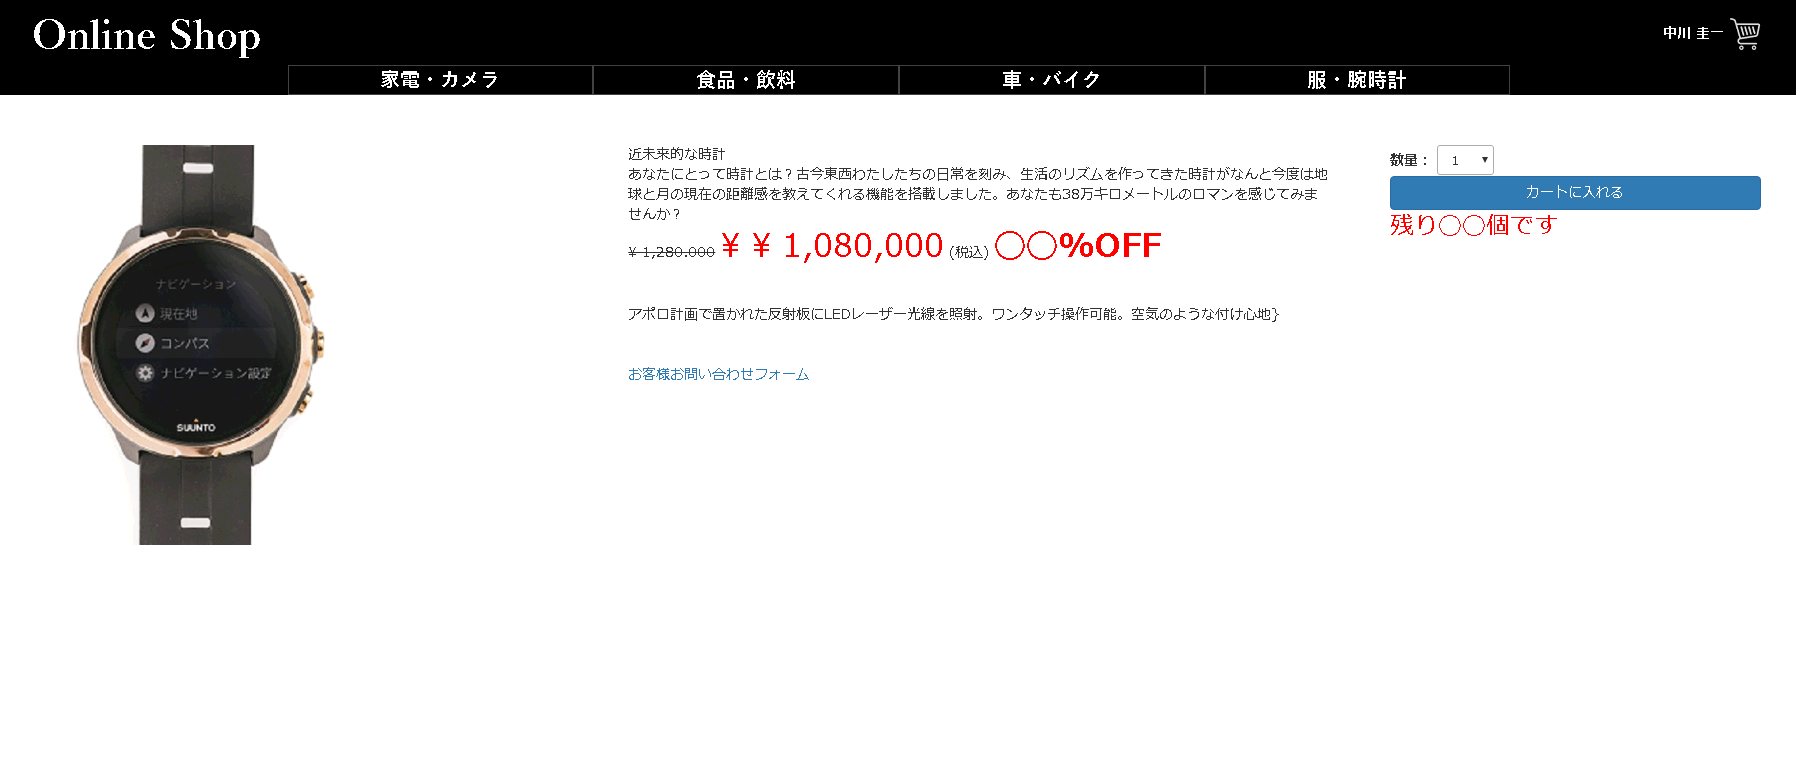 Online Shop
中川 圭一
家電・カメラ
食品・飲料
車・バイク
服・腕時計
ナビゲーション
現在地
コンパス
ナビゲーション設定
SUUNTO
近未来的な時計
あなたにとって時計とは？古今東西わたしたちの日常を刻み、生活のリズムを作ってきた時計がなんと今度は地
球と月の現在の距離感を教えてくれる機能を搭載しました。あなたも38万キロメートルのロマンを感じてみま
せんか？
¥ 1,280,000 ¥ ¥ 1,080,000 (税込) 〇〇%OFF
アポロ計画で置かれた反射板にLEDレーザー光線を照射。ワンタッチ操作可能。空気のような付け心地}
お客様お問い合わせフォーム
数量： 1
カートに入れる
残り〇〇個です